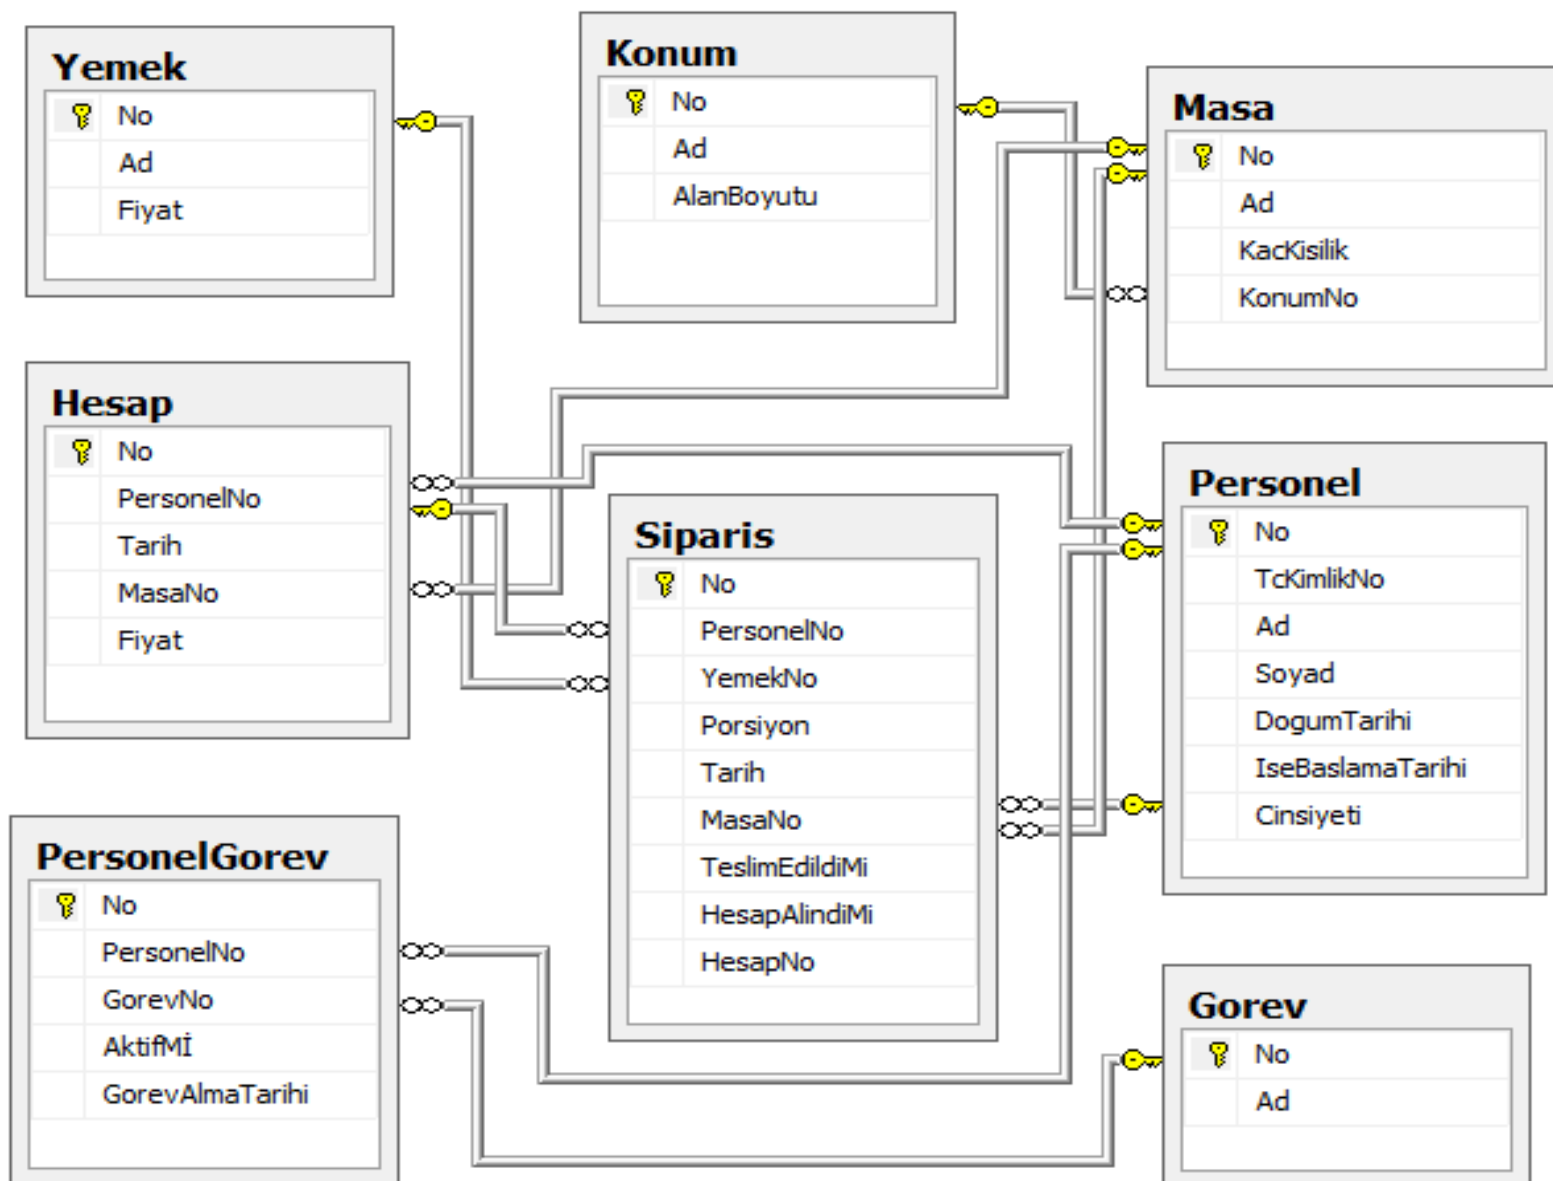 Yemek
No
Ad
Fiyat
Konum
No
Ad
AlanBoyutu
Masa
No
Ad
KacKisilik
KonumNo
Hesap
No
PersonelNo
Tarih
MasaNo
Fiyat
Siparis
No
PersonelNo
YemekNo
Porsiyon
Tarih
MasaNo
TeslimEdildiMi
HesapAlindiMi
HesapNo
Personel
No
TcKimlikNo
Ad
Soyad
DogumTarihi
IseBaslamaTarihi
Cinsiyeti
PersonelGorev
No
PersonelNo
GorevNo
AktifMİ
GorevAlmaTarihi
Gorev
No
Ad